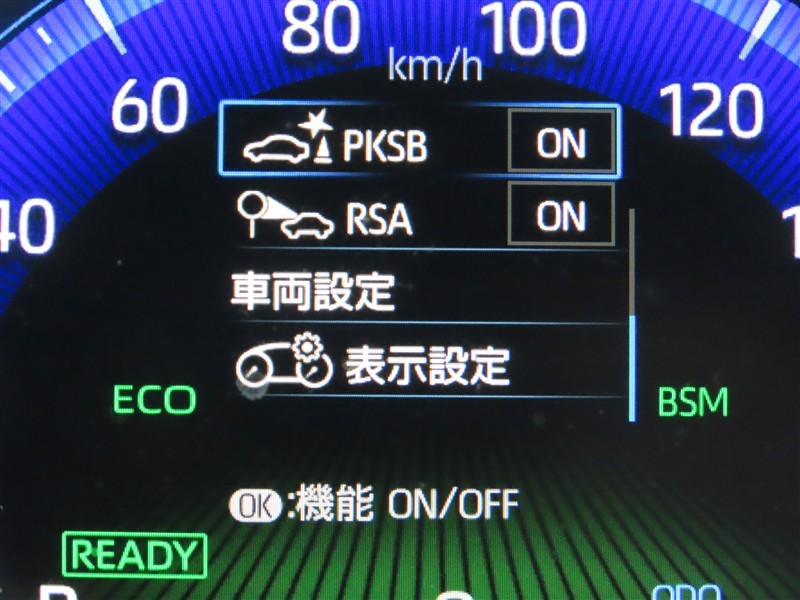 80 100
km/h
60 120
PKSB ON
40
RSA ON
車両設定
表示設定
ECO BSM
OK:機能 ON/OFF
READY